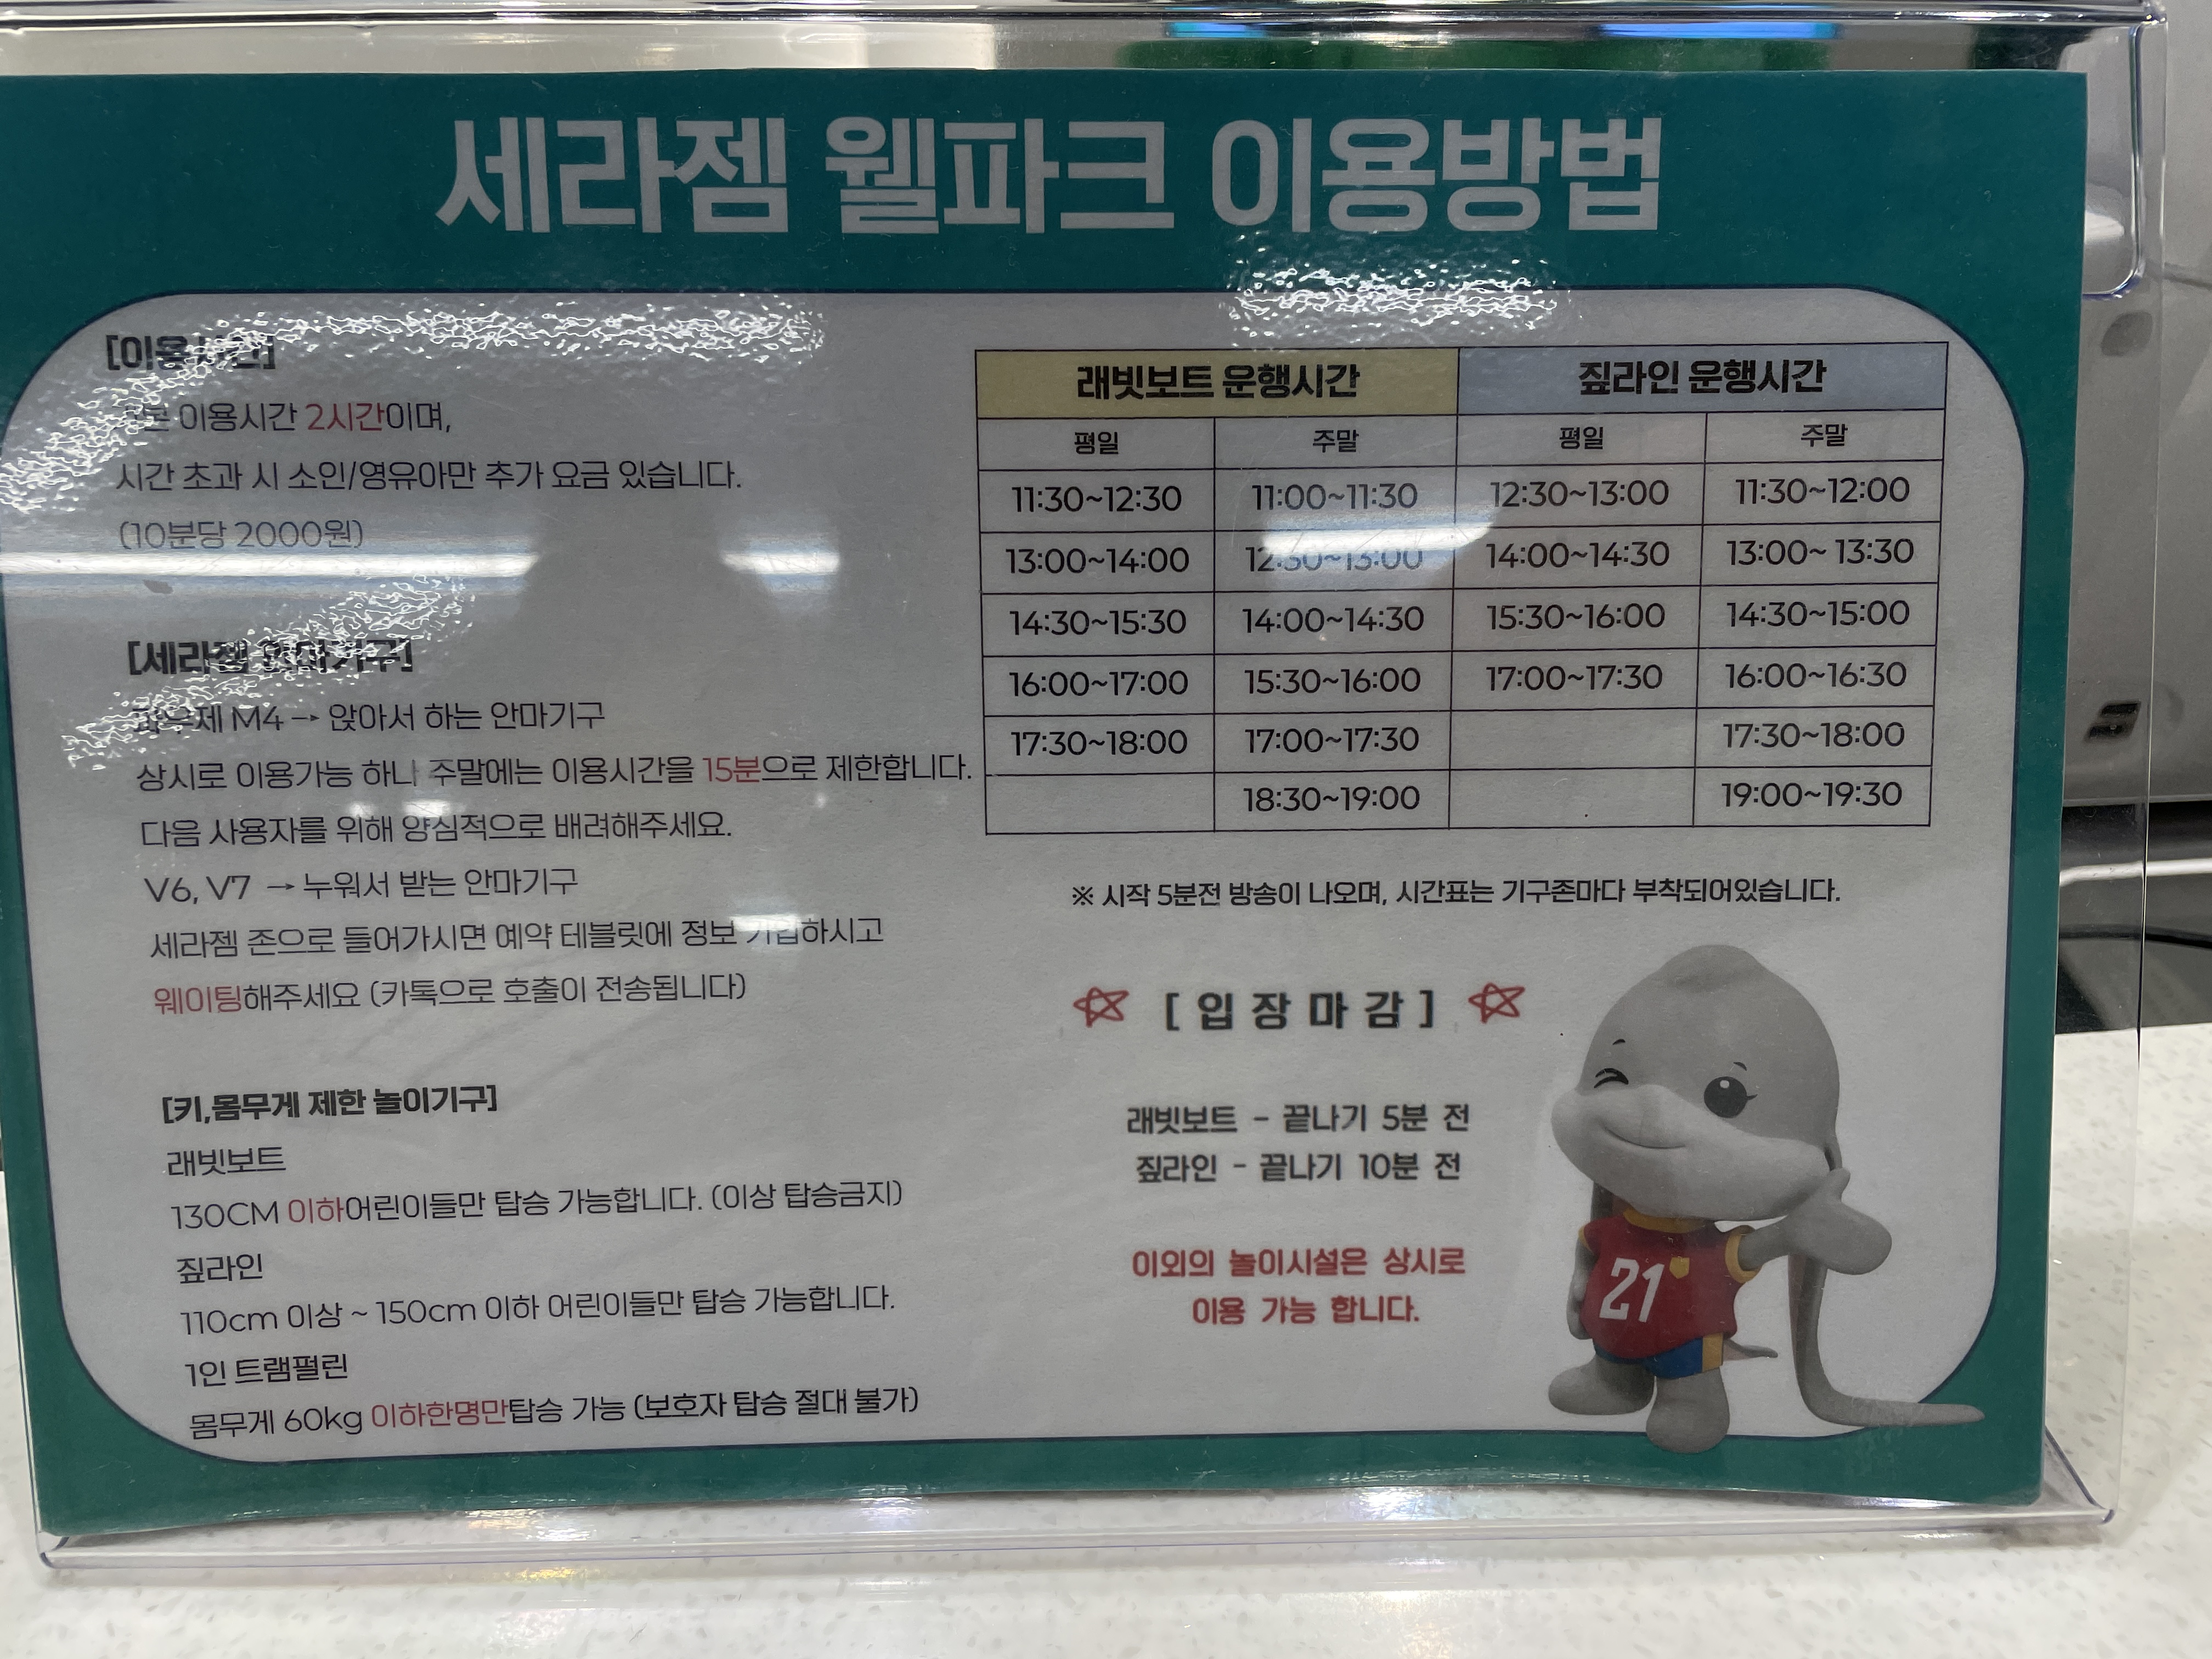 세라젬 웰파크 이용방법
[이용시간]
기본 이용시간 2시간이며,
시간 초과 시 소인/영유아만 추가 요금 있습니다.
(10분당 2000원)
[세라젬 안마기구]
파우제 M4 → 앉아서 하는 안마기구
상시로 이용가능 하나 주말에는 이용시간을 15분으로 제한합니다.
다음 사용자를 위해 양심적으로 배려해주세요.
V6, V7 → 누워서 받는 안마기구
세라젬 존으로 들어가시면 예약 테블릿에 정보 기입하시고
웨이팅해주세요 (카톡으로 호출이 전송됩니다)
[키,몸무게 제한 놀이기구]
래빗보트
130CM 이하어린이들만 탑승 가능합니다. (이상 탑승금지)
짚라인
110cm 이상 ~ 150cm 이하 어린이들만 탑승 가능합니다.
1인 트램펄린
몸무게 60kg 이하한명만탑승 가능 (보호자 탑승 절대 불가)
래빗보트 운행시간 짚라인 운행시간
평일 주말 평일 주말
11:30~12:30 11:00~11:30 12:30~13:00 11:30~12:00
13:00~14:00 12:30~13:00 14:00~14:30 13:00~ 13:30
14:30~15:30 14:00~14:30 15:30~16:00 14:30~15:00
16:00~17:00 15:30~16:00 17:00~17:30 16:00~16:30
17:30~18:00 17:00~17:30 17:30~18:00
18:30~19:00 19:00~19:30
※ 시작 5분전 방송이 나오며, 시간표는 기구존마다 부착되어있습니다.
[ 입 장 마 감 ]
래빗보트 - 끝나기 5분 전
짚라인 - 끝나기 10분 전
이외의 놀이시설은 상시로
이용 가능 합니다.
21